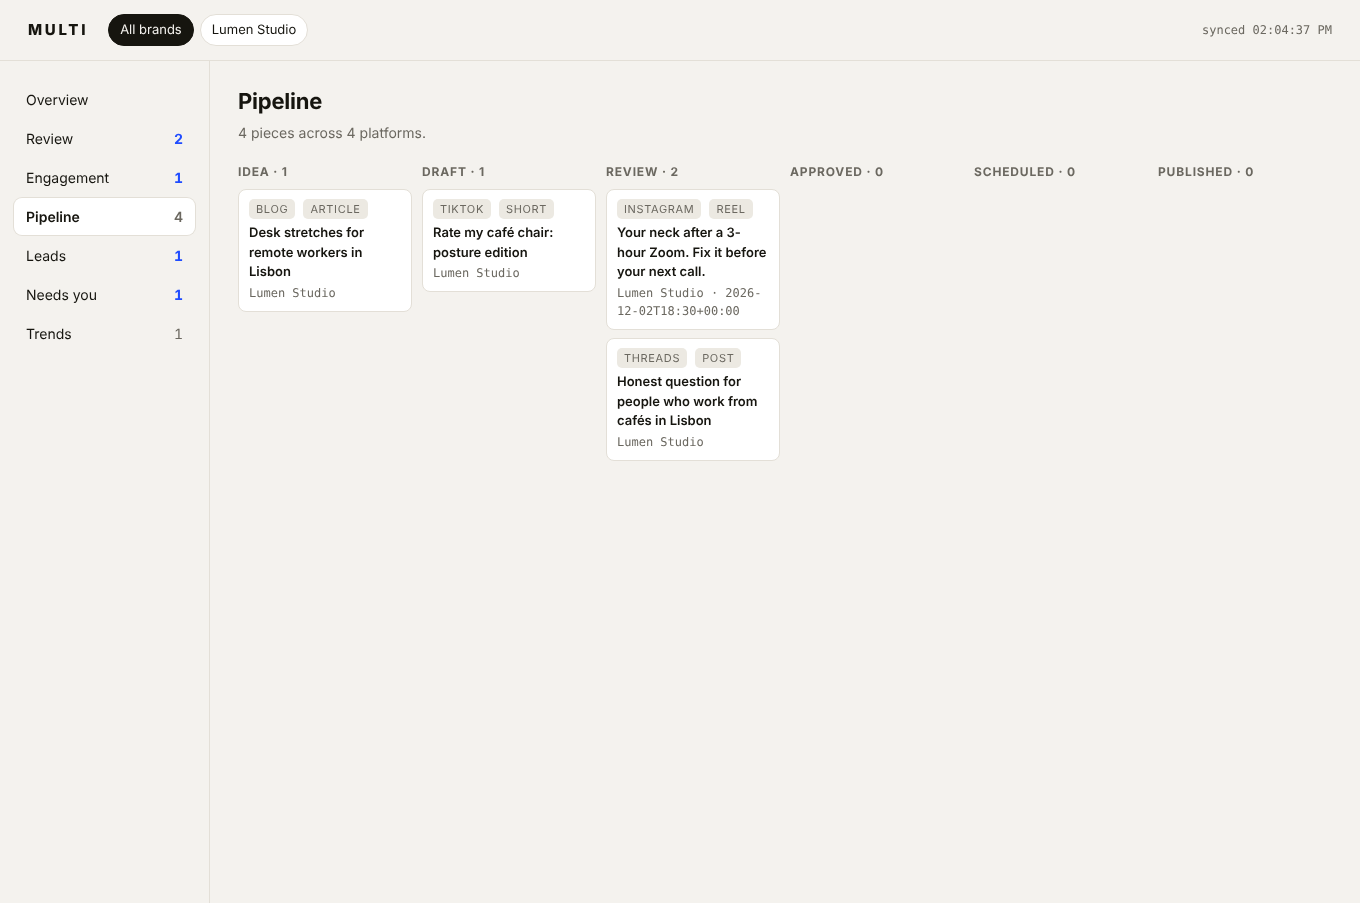 MULTI
All brands
Lumen Studio
synced 02:04:37 PM
Overview
Review 2
Engagement 1
Pipeline 4
Leads 1
Needs you 1
Trends 1
Pipeline
4 pieces across 4 platforms.
IDEA · 1
BLOG ARTICLE
Desk stretches for
remote workers in
Lisbon
Lumen Studio
DRAFT · 1
TIKTOK SHORT
Rate my café chair:
posture edition
Lumen Studio
REVIEW · 2
INSTAGRAM REEL
Your neck after a 3-
hour Zoom. Fix it before
your next call.
Lumen Studio · 2026-
12-02T18:30+00:00
THREADS POST
Honest question for
people who work from
cafés in Lisbon
Lumen Studio
APPROVED · 0
SCHEDULED · 0
PUBLISHED · 0